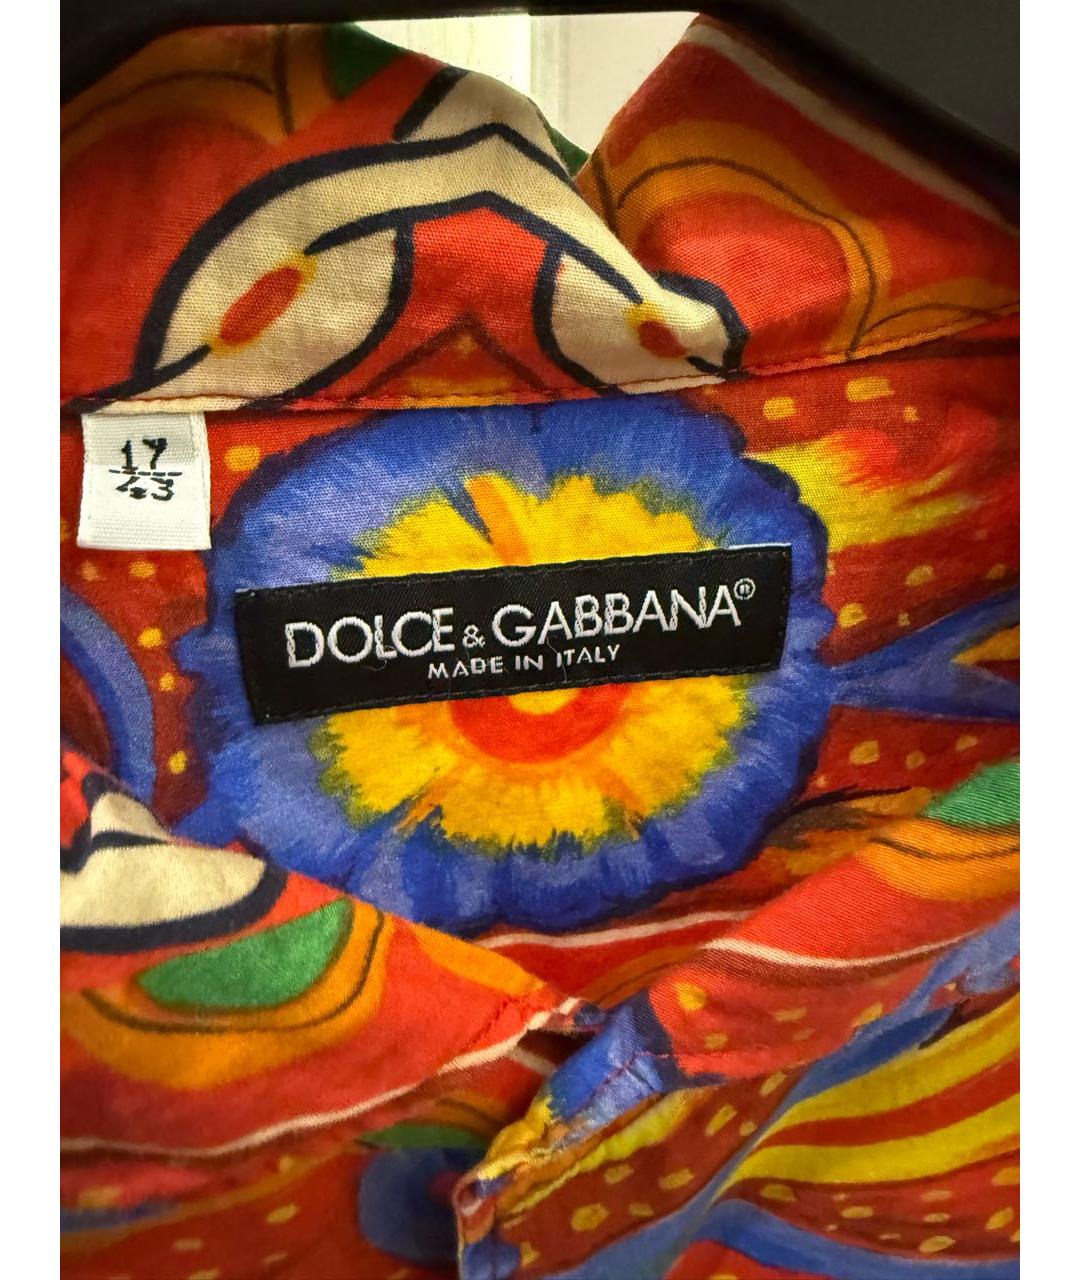 17
43
DOLCE & GABBANA®
MADE IN ITALY